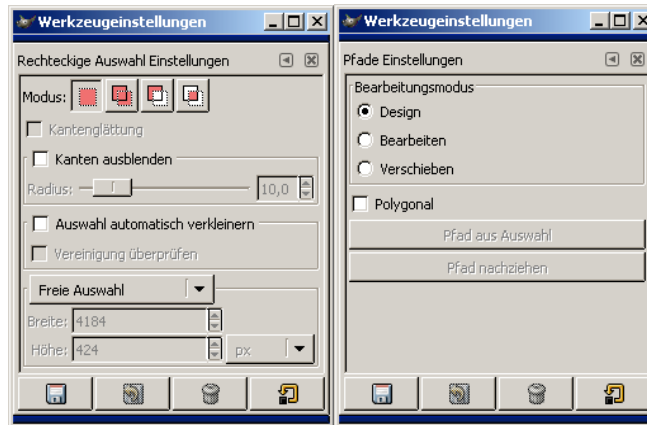 Werkzeugeinstellungen
Rechteckige Auswahl Einstellungen
Modus:
Kantenglättung
Kanten ausblenden
Radius: 10,0
Auswahl automatisch verkleinern
Vereinigung überprüfen
Freie Auswahl
Breite: 4184
Höhe: 424 px
Werkzeugeinstellungen
Pfade Einstellungen
Bearbeitungsmodus
Design
Bearbeiten
Verschieben
Polygonal
Pfad aus Auswahl
Pfad nachziehen